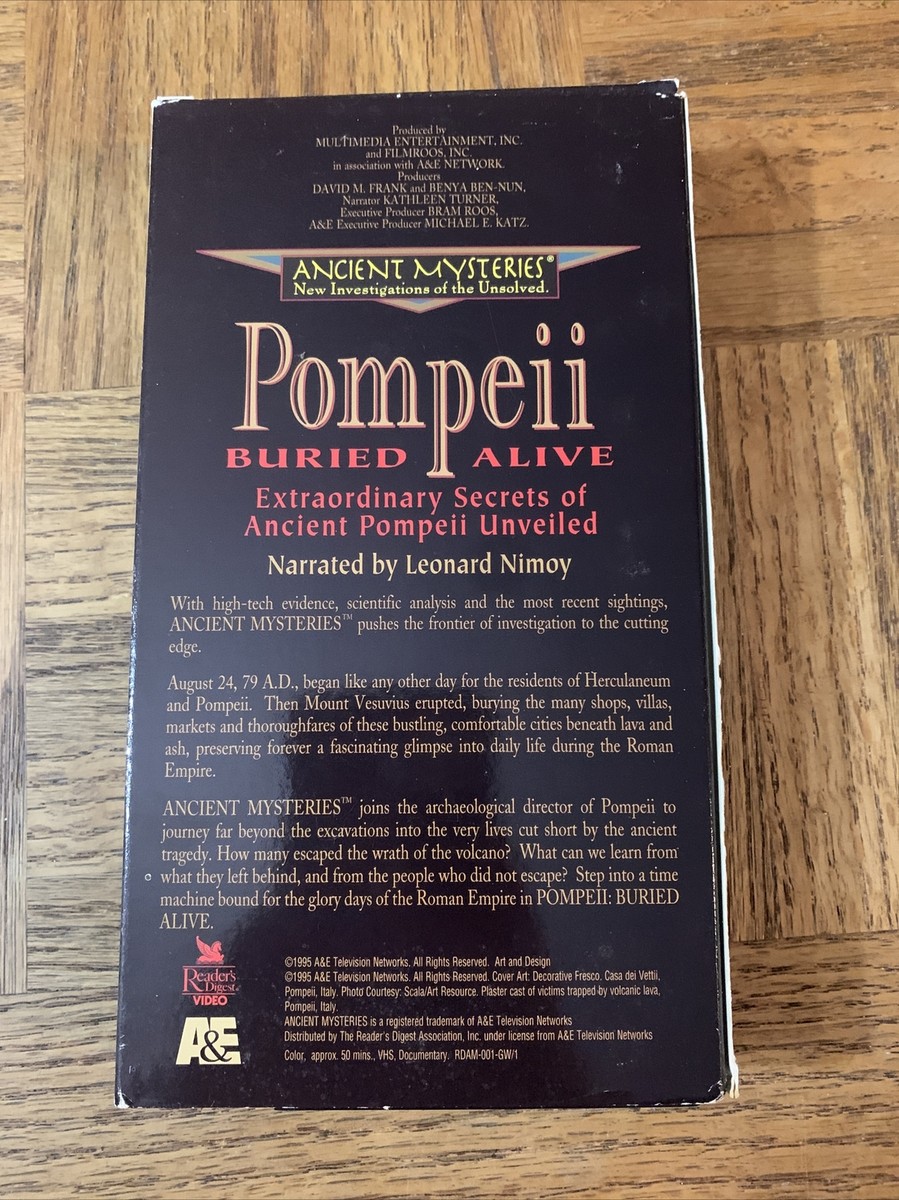 Produced by
MULTIMEDIA ENTERTAINMENT, INC.
and FILMROOS, INC.
in association with A&E NETWORK.
Producers
DAVID M. FRANK and BENYA BEN-NUN,
Narrator KATHLEEN TURNER,
Executive Producer BRAM ROOS,
A&E Executive Producer MICHAEL E. KATZ.
ANCIENT MYSTERIES®
New Investigations of the Unsolved.
Pompeii
BURIED ALIVE
Extraordinary Secrets of
Ancient Pompeii Unveiled
Narrated by Leonard Nimoy
With high-tech evidence, scientific analysis and the most recent sightings,
ANCIENT MYSTERIES™ pushes the frontier of investigation to the cutting
edge.
August 24, 79 A.D., began like any other day for the residents of Herculaneum
and Pompeii. Then Mount Vesuvius erupted, burying the many shops, villas,
markets and thoroughfares of these bustling, comfortable cities beneath lava and
ash, preserving forever a fascinating glimpse into daily life during the Roman
Empire.
ANCIENT MYSTERIES™ joins the archaeological director of Pompeii to
journey far beyond the excavations into the very lives cut short by the ancient
tragedy. How many escaped the wrath of the volcano? What can we learn from
what they left behind, and from the people who did not escape? Step into a time
machine bound for the glory days of the Roman Empire in POMPEII: BURIED
ALIVE.
Reader's
Digest
VIDEO
A&E
©1995 A&E Television Networks. All Rights Reserved. Art and Design
©1995 A&E Television Networks. All Rights Reserved. Cover Art: Decorative Fresco, Casa dei Vettii,
Pompeii, Italy. Photo Courtesy: Scala/Art Resource. Plaster cast of victims trapped by volcanic lava,
Pompeii, Italy.
ANCIENT MYSTERIES is a registered trademark of A&E Television Networks
Distributed by The Reader's Digest Association, Inc. under license from A&E Television Networks
Color, approx. 50 mins., VHS, Documentary. RDAM-001-GW/1